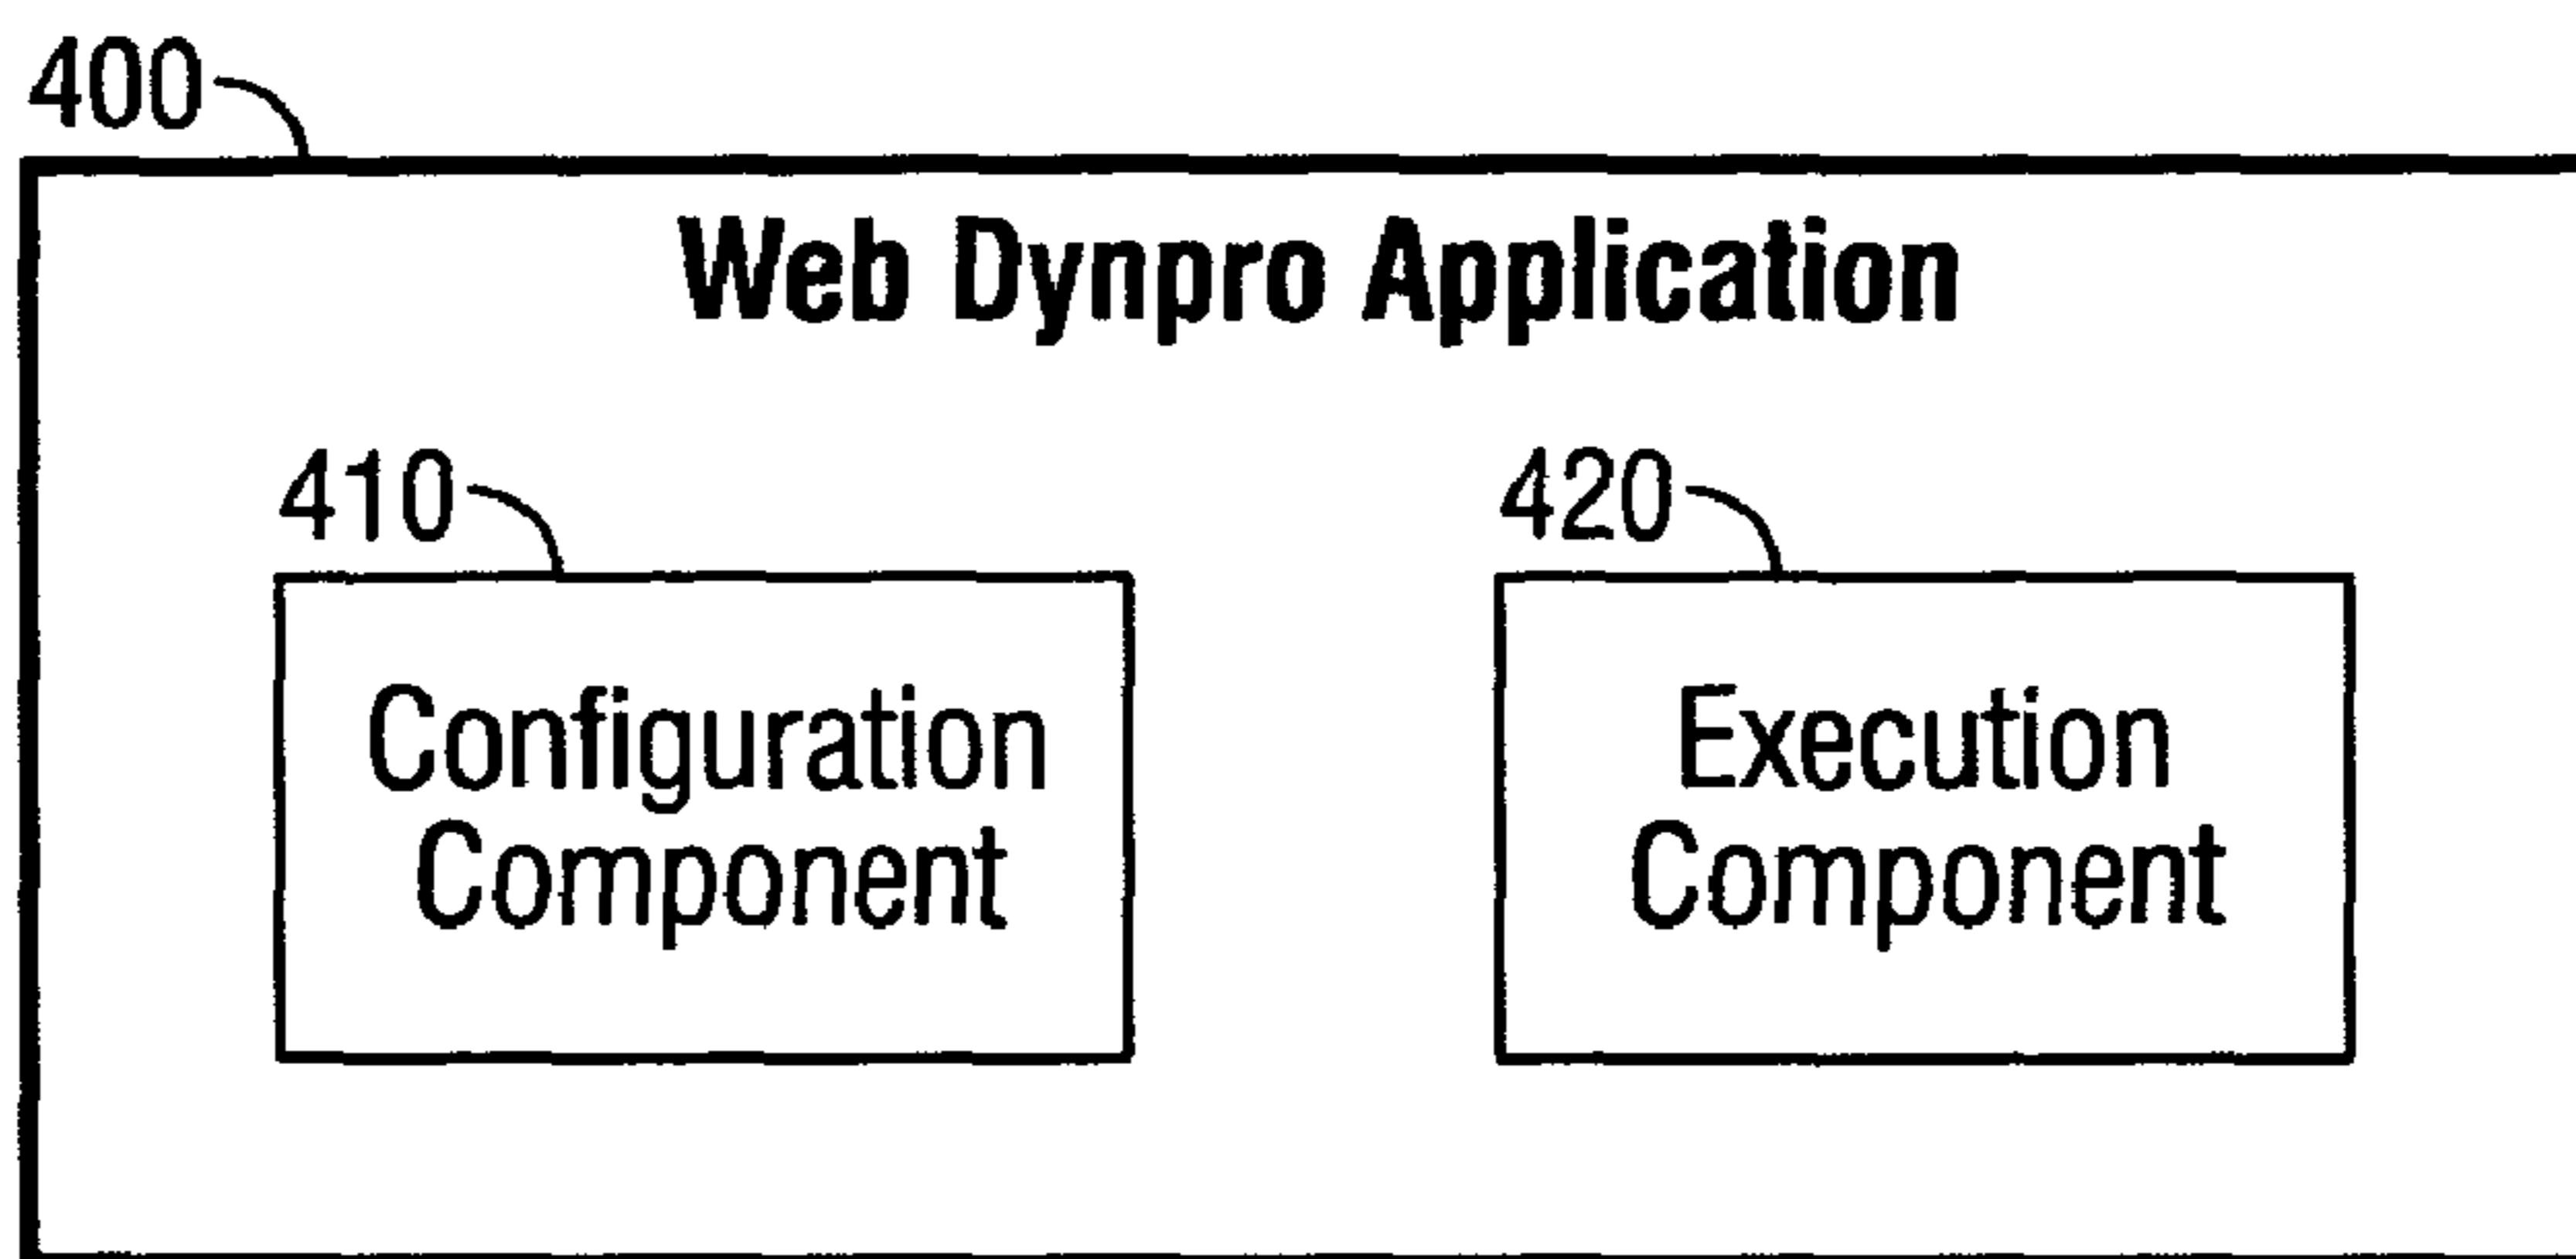 400
Web Dynpro Application
410
420
Configuration
Component
Execution
Component